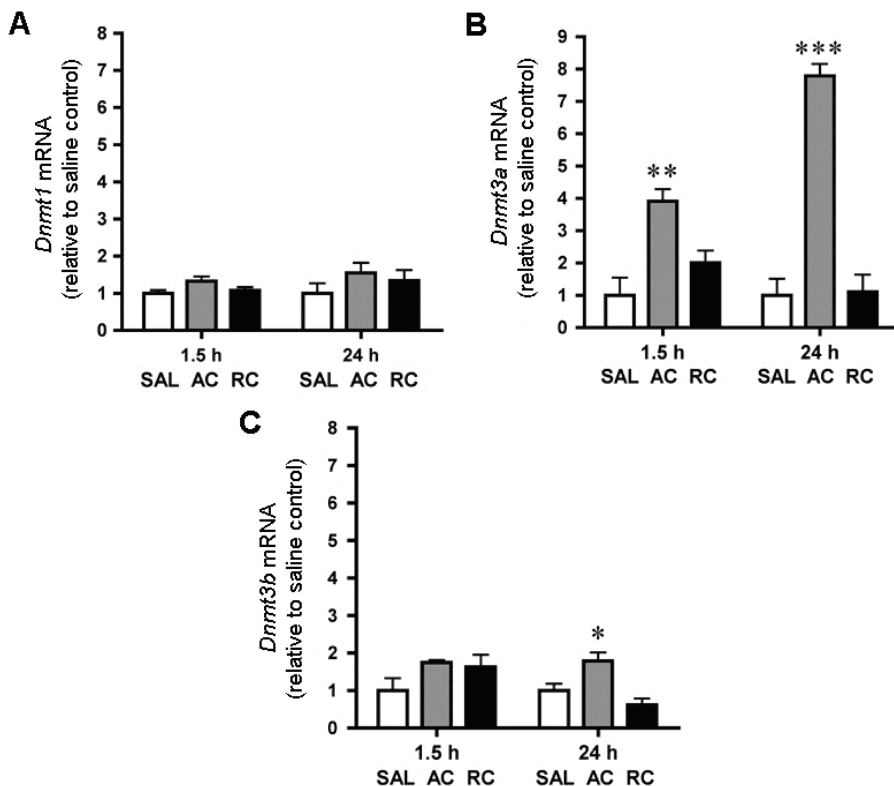 A
Dnmt1 mRNA
(relative to saline control)
8
7
6
5
4
3
2
1
0
1.5 h
24 h
SAL AC RC
SAL AC RC
B
Dnmt3a mRNA
(relative to saline control)
9
8
7
6
5
4
3
2
1
0
**
***
1.5 h
24 h
SAL AC RC
SAL AC RC
C
Dnmt3b mRNA
(relative to saline control)
8
7
6
5
4
3
2
1
0
*
1.5 h
24 h
SAL AC RC
SAL AC RC